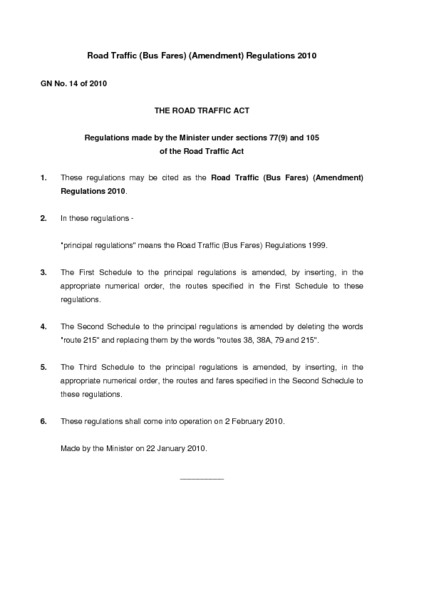 Road Traffic (Bus Fares) (Amendment) Regulations 2010
GN No. 14 of 2010
THE ROAD TRAFFIC ACT
Regulations made by the Minister under sections 77(9) and 105
of the Road Traffic Act
1. These regulations may be cited as the Road Traffic (Bus Fares) (Amendment)
Regulations 2010.
2. In these regulations -
"principal regulations" means the Road Traffic (Bus Fares) Regulations 1999.
3. The First Schedule to the principal regulations is amended, by inserting, in the
appropriate numerical order, the routes specified in the First Schedule to these
regulations.
4. The Second Schedule to the principal regulations is amended by deleting the words
"route 215" and replacing them by the words "routes 38, 38A, 79 and 215".
5. The Third Schedule to the principal regulations is amended, by inserting, in the
appropriate numerical order, the routes and fares specified in the Second Schedule to
these regulations.
6. These regulations shall come into operation on 2 February 2010.
Made by the Minister on 22 January 2010.